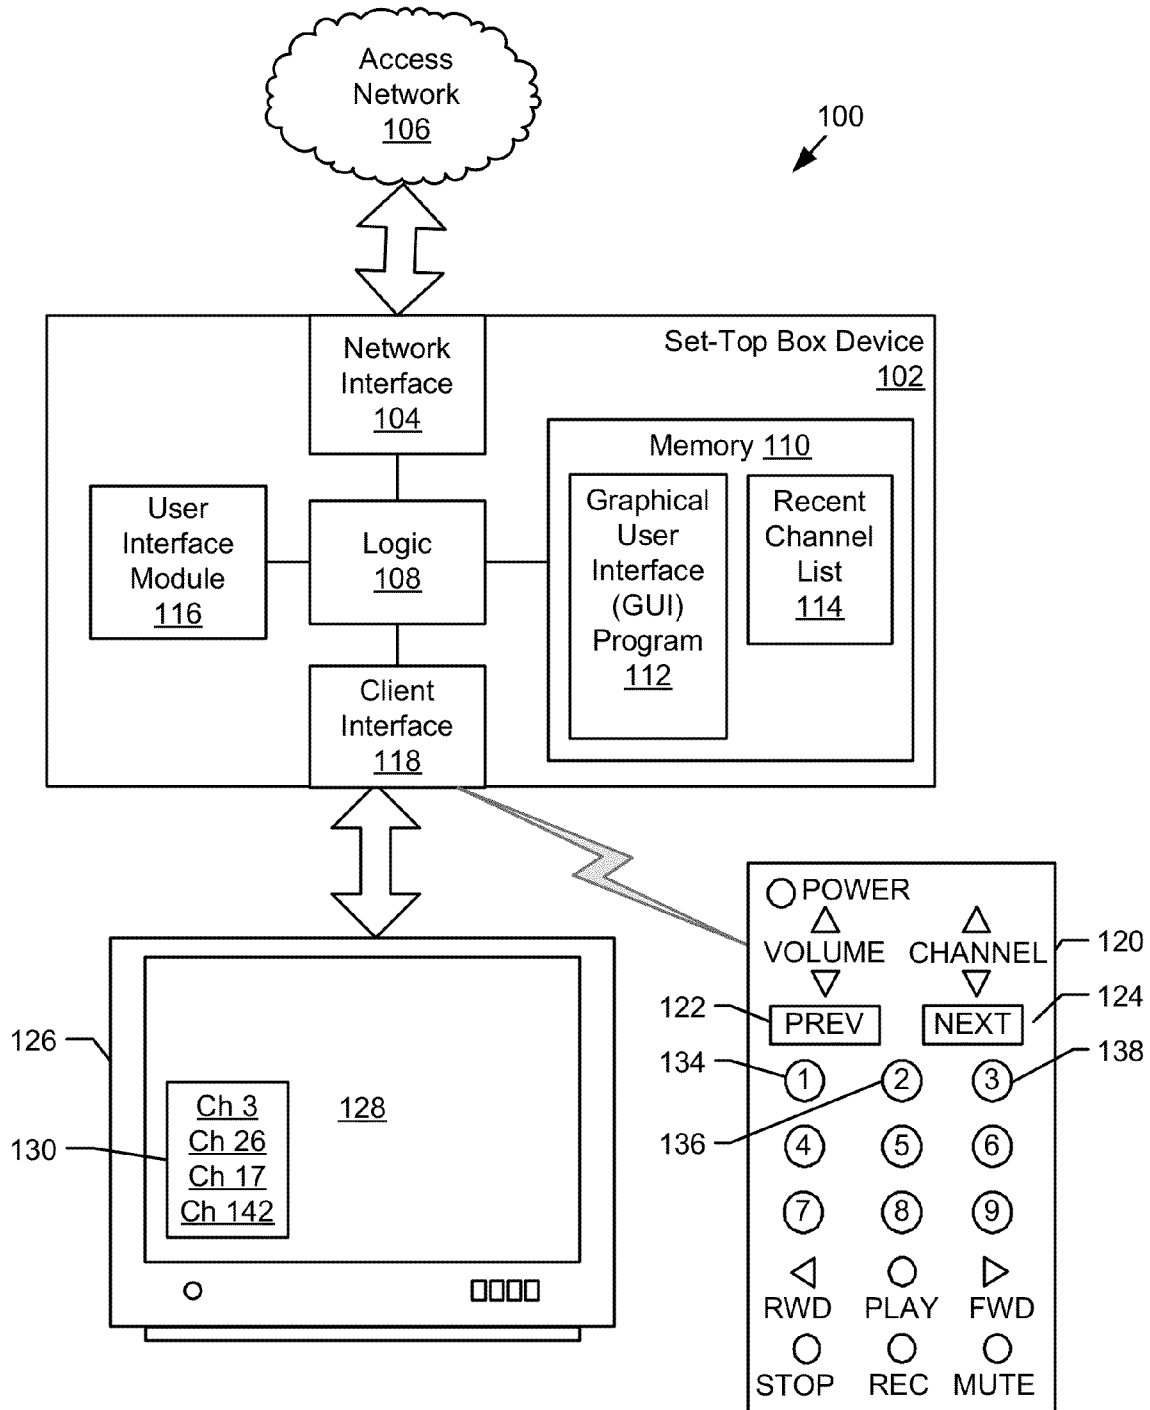 Access
Network
106
100
Set-Top Box Device
102
Network
Interface
104
Memory 110
User
Interface
Module
116
Logic
108
Graphical
User
Interface
(GUI)
Program
112
Recent
Channel
List
114
Client
Interface
118
POWER
VOLUME CHANNEL
120
122
PREV NEXT
124
134
1 2 3
138
136
4 5 6
7 8 9
RWD PLAY FWD
STOP REC MUTE
126
128
130
Ch 3
Ch 26
Ch 17
Ch 142